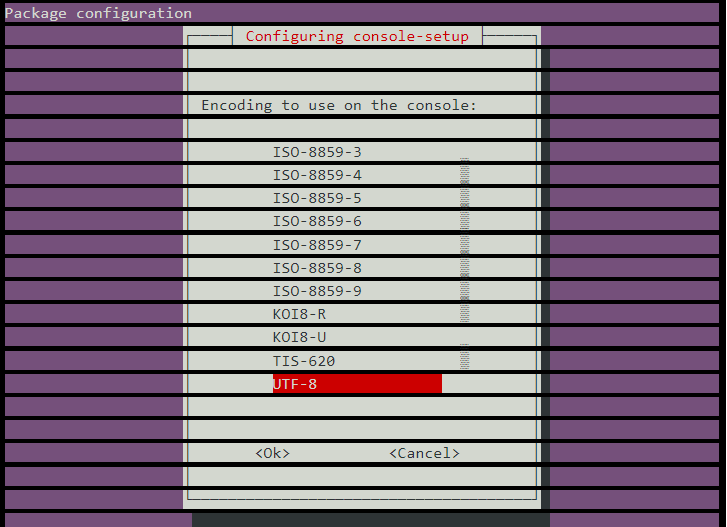 Package configuration
Configuring console-setup
Encoding to use on the console:
ISO-8859-3
ISO-8859-4
ISO-8859-5
ISO-8859-6
ISO-8859-7
ISO-8859-8
ISO-8859-9
KOI8-R
KOI8-U
TIS-620
UTF-8
<Ok> <Cancel>